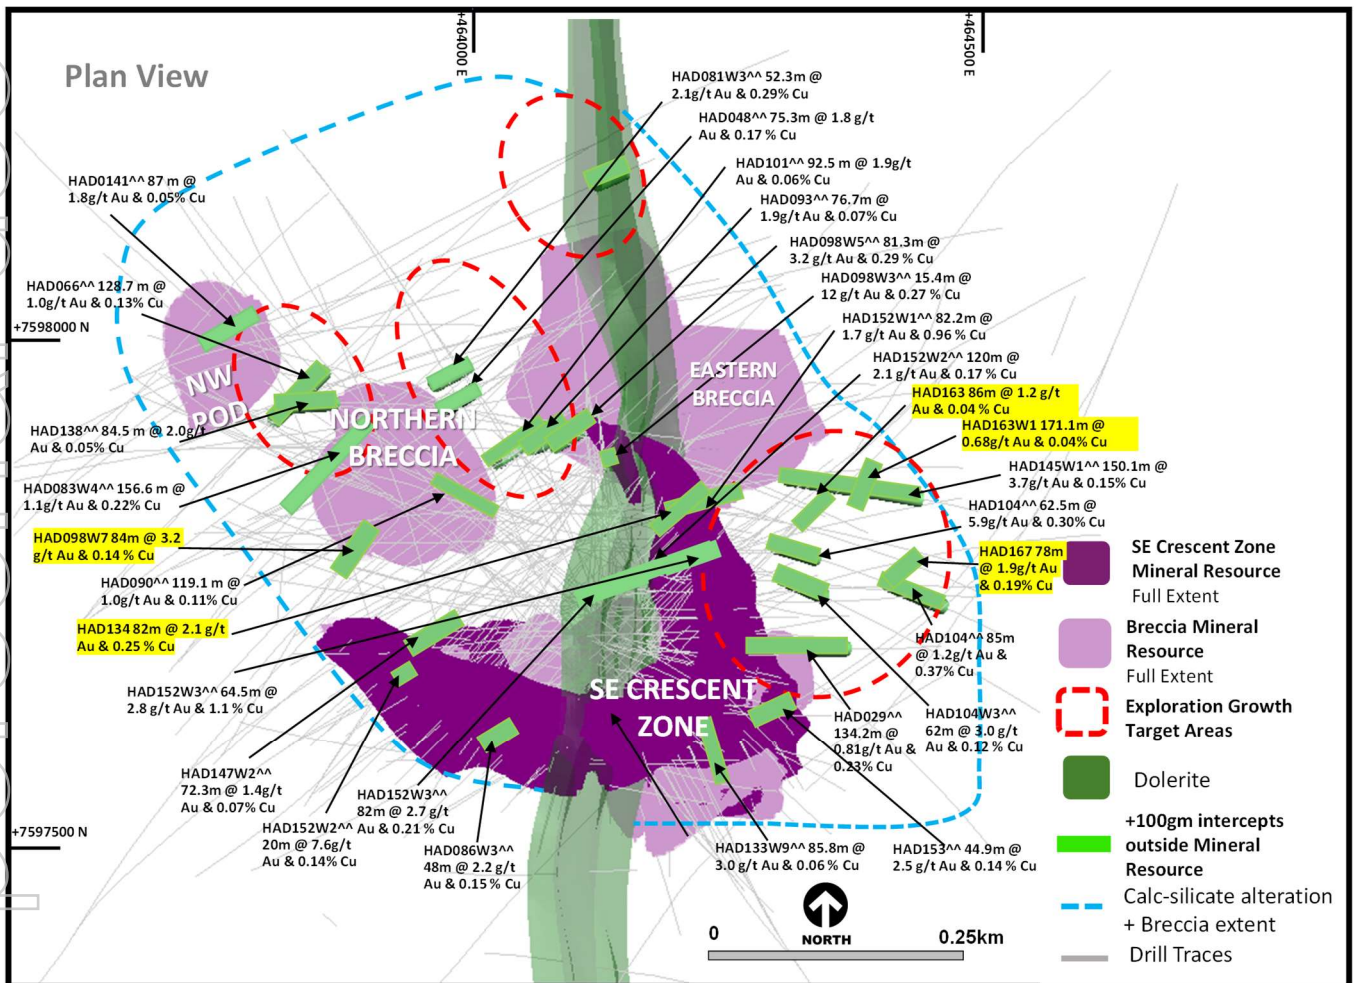 +464000 E
+464500 E
Plan View
HAD081W3^^ 52.3m @
2.1g/t Au & 0.29% Cu
HAD048^^ 75.3m @ 1.8 g/t
Au & 0.17 % Cu
HAD101^^ 92.5 m @ 1.9g/t
Au & 0.06% Cu
HAD093^^ 76.7m @
1.9g/t Au & 0.07% Cu
HAD098W5^^ 81.3m @
3.2 g/t Au & 0.29 % Cu
HAD098W3^^ 15.4m @
12 g/t Au & 0.27 % Cu
HAD152W1^^ 82.2m @
1.7 g/t Au & 0.96 % Cu
HAD152W2^^ 120m @
2.1 g/t Au & 0.17 % Cu
HAD163 86m @ 1.2 g/t
Au & 0.04 % Cu
HAD163W1 171.1m @
0.68g/t Au & 0.04% Cu
HAD145W1^^ 150.1m @
3.7g/t Au & 0.15% Cu
HAD104^^ 62.5m @
5.9g/t Au & 0.30% Cu
HAD167 78m
@ 1.9g/t Au
& 0.19% Cu
HAD104^^ 85m
@ 1.2g/t Au &
0.37% Cu
HAD104W3^^
62m @ 3.0 g/t
Au & 0.12 % Cu
HAD029^^
134.2m @
0.81g/t Au &
0.23% Cu
HAD153^^ 44.9m @
2.5 g/t Au & 0.14 % Cu
HAD133W9^^ 85.8m @
3.0 g/t Au & 0.06 % Cu
HAD0141^^ 87 m @
1.8g/t Au & 0.05% Cu
HAD066^^ 128.7 m @
1.0g/t Au & 0.13% Cu
+7598000 N
HAD138^^ 84.5 m @ 2.0g/t
Au & 0.05% Cu
HAD083W4^^ 156.6 m @
1.1g/t Au & 0.22% Cu
HAD098W7 84m @ 3.2
g/t Au & 0.14 % Cu
HAD090^^ 119.1 m @
1.0g/t Au & 0.11% Cu
HAD134 82m @ 2.1 g/t
Au & 0.25 % Cu
HAD152W3^^ 64.5m @
2.8 g/t Au & 1.1 % Cu
HAD147W2^^
72.3m @ 1.4g/t
Au & 0.07% Cu
HAD152W2^^
20m @ 7.6g/t
Au & 0.14% Cu
HAD152W3^^
82m @ 2.7 g/t
Au & 0.21 % Cu
HAD086W3^^
48m @ 2.2 g/t
Au & 0.15 % Cu
+7597500 N
NW
POD
NORTHERN
BRECCIA
EASTERN
BRECCIA
SE CRESCENT
ZONE
SE Crescent Zone
Mineral Resource
Full Extent
Breccia Mineral
Resource
Full Extent
Exploration Growth
Target Areas
Dolerite
+100gm intercepts
outside Mineral
Resource
Calc-silicate alteration
+ Breccia extent
Drill Traces
NORTH
0
0.25km